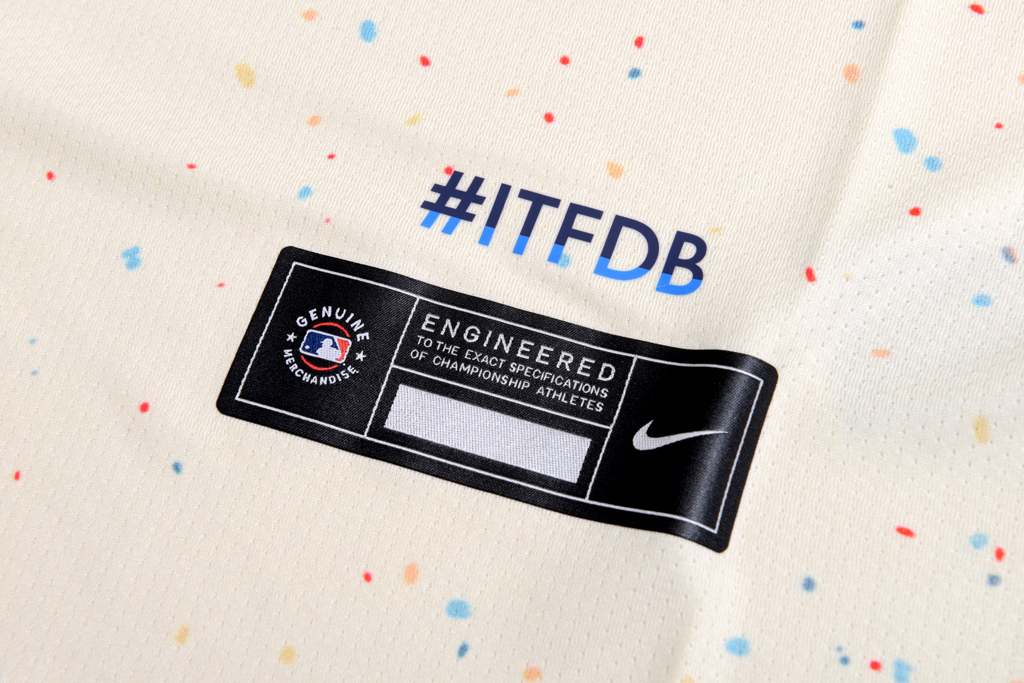 #ITFDB
GENUINE
MERCHANDISE
ENGINEERED
TO THE EXACT SPECIFICATIONS
OF CHAMPIONSHIP ATHLETES